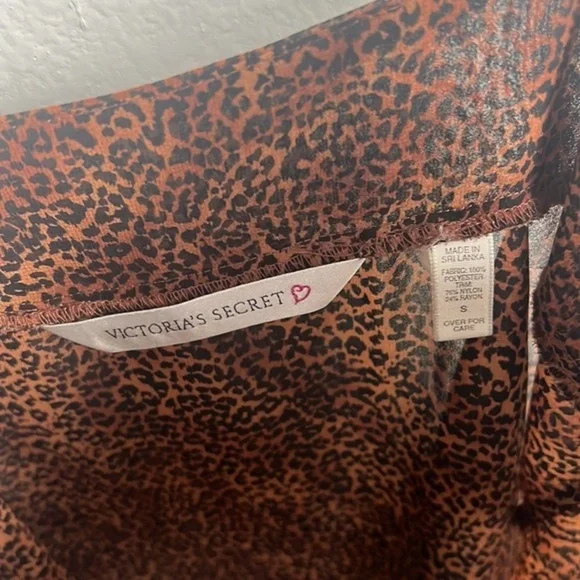 VICTORIA'S SECRET
MADE IN
SRI LANKA
FABRIC: 100%
POLYESTER
TRIM:
76% NYLON
24% RAYON
S
OVER FOR
CARE